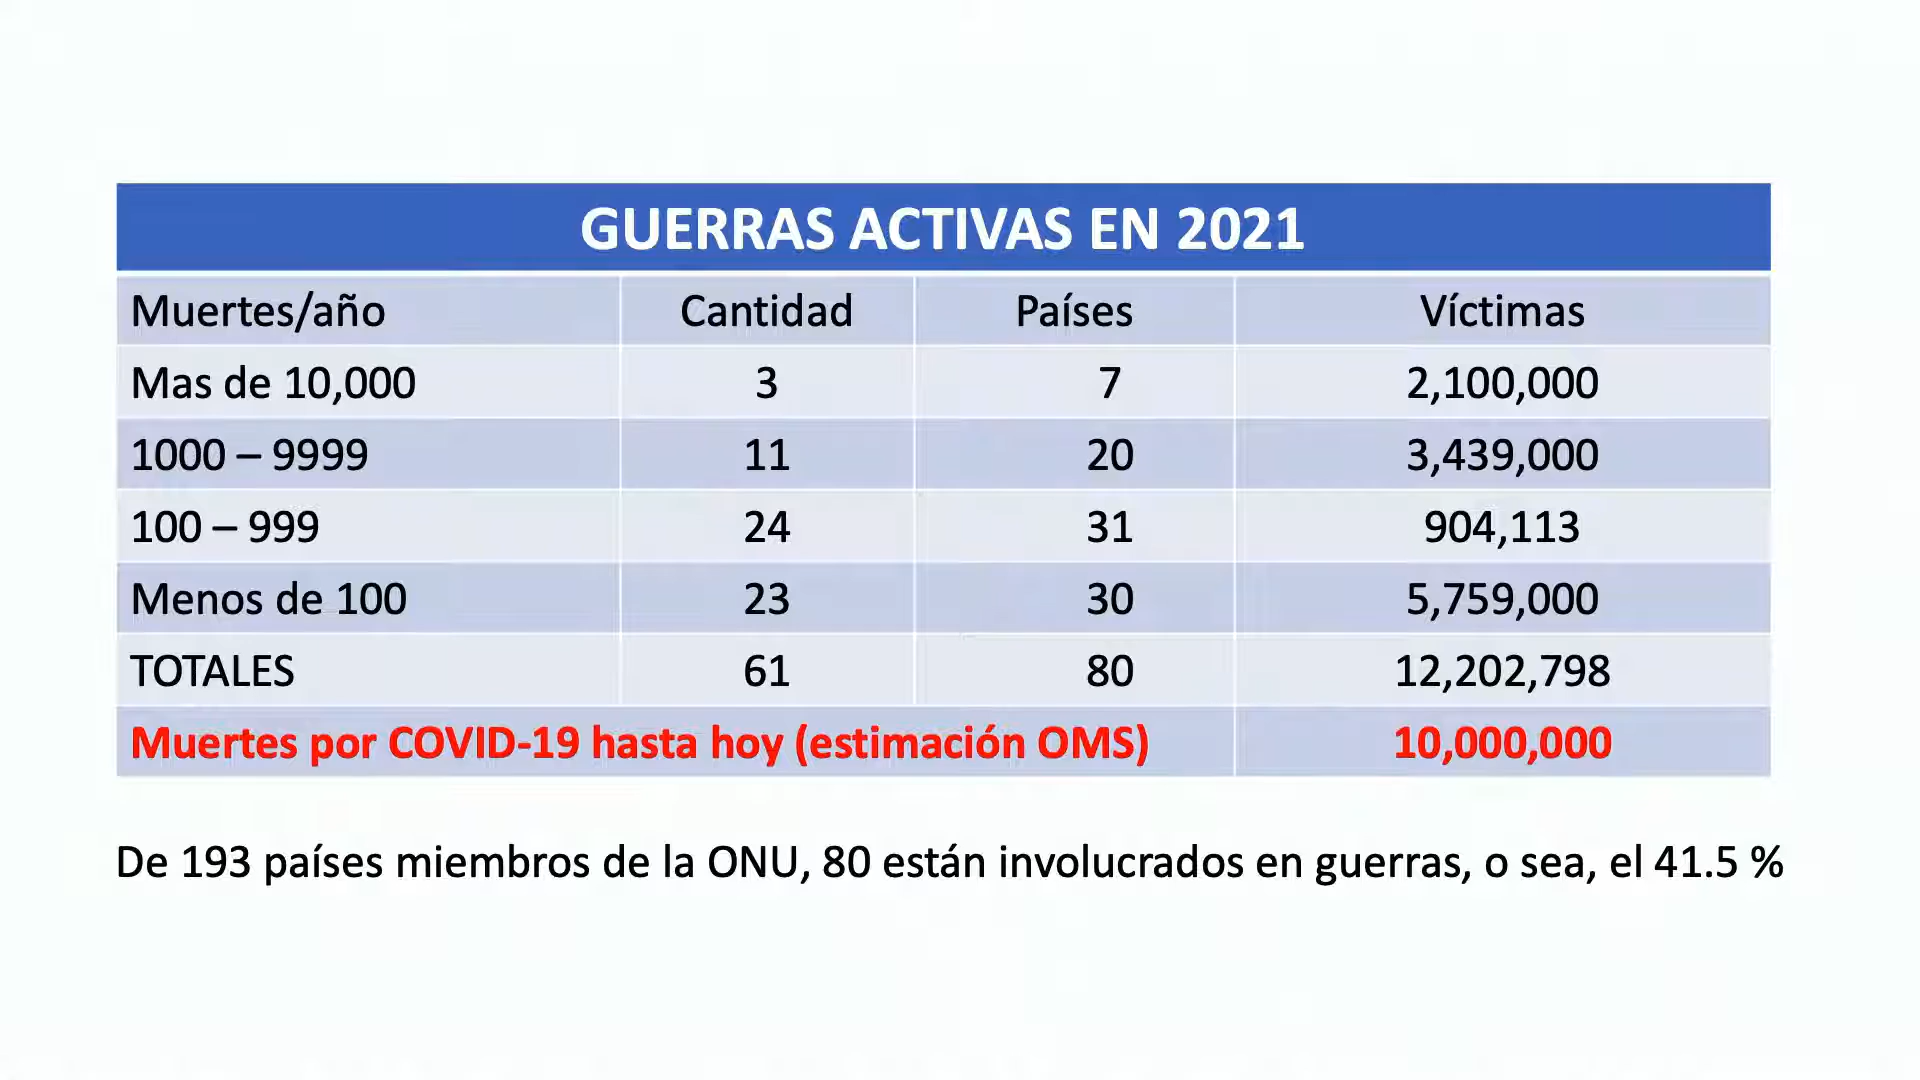 GUERRAS ACTIVAS EN 2021
Muertes/año Cantidad Países Víctimas
Mas de 10,000 3 7 2,100,000
1000 – 9999 11 20 3,439,000
100 – 999 24 31 904,113
Menos de 100 23 30 5,759,000
TOTALES 61 80 12,202,798
Muertes por COVID-19 hasta hoy (estimación OMS) 10,000,000
De 193 países miembros de la ONU, 80 están involucrados en guerras, o sea, el 41.5 %